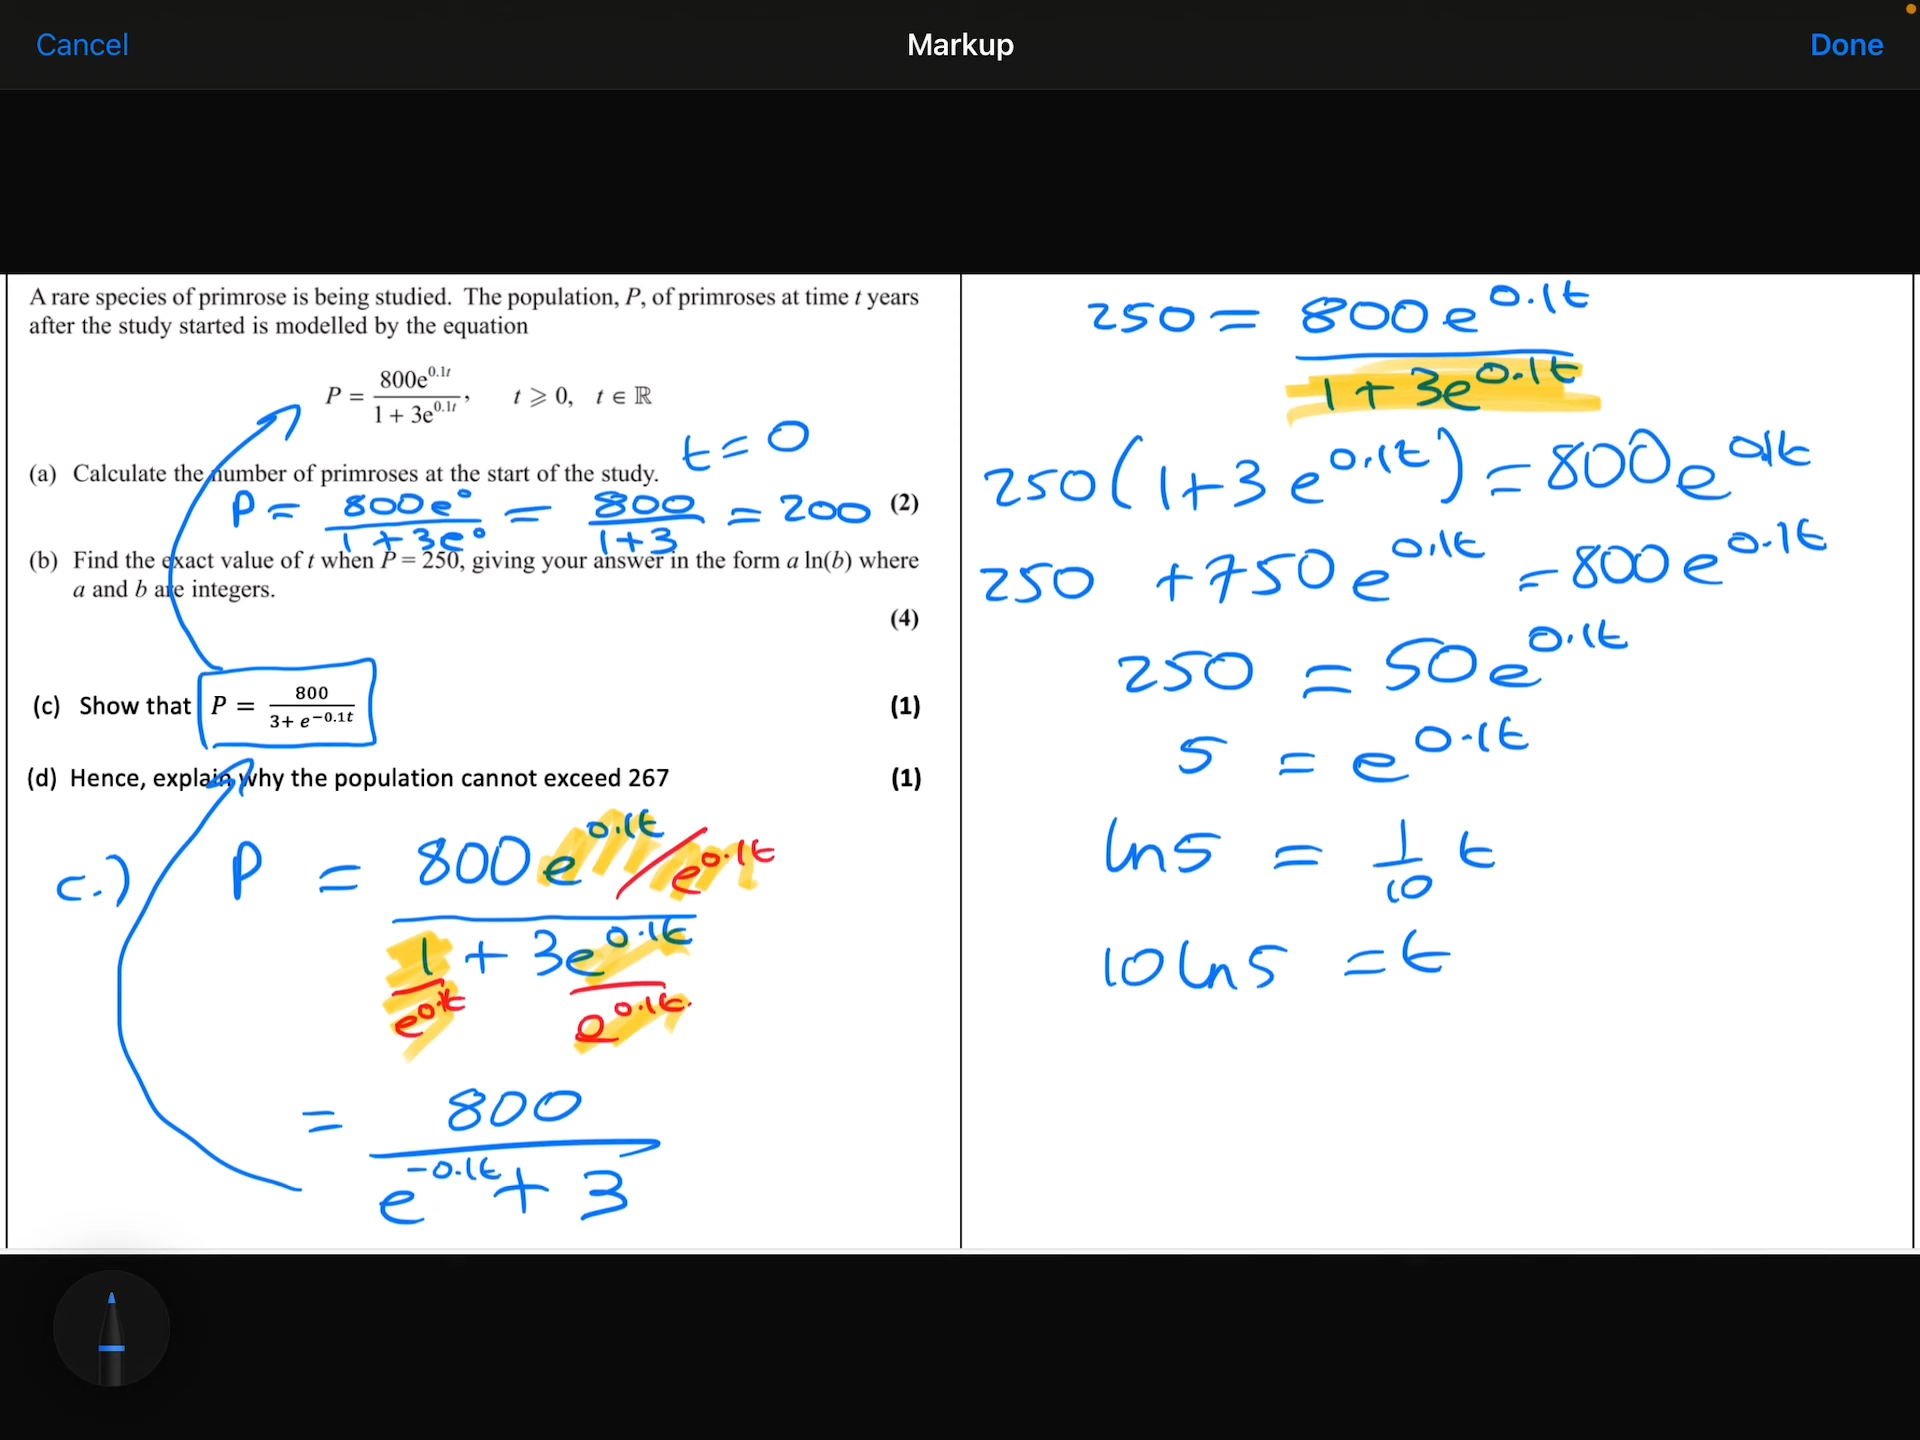 Cancel Markup Done
A rare species of primrose is being studied. The population, P, of primroses at time t years
after the study started is modelled by the equation
P = 800e^0.1t / 1 + 3e^0.1t, t ⩾ 0, t ∈ ℝ
t = 0
(a) Calculate the number of primroses at the start of the study.
P = 800e^0 / 1 + 3e^0 = 800 / 1+3 = 200 (2)
(b) Find the exact value of t when P = 250, giving your answer in the form a ln(b) where
a and b are integers.
(4)
(c) Show that P = 800 / 3+ e^−0.1t (1)
(d) Hence, explain why the population cannot exceed 267 (1)
c.) P = 800e^0.1t / e^0.1t
1 / e^0.1t + 3e^0.1t / e^0.1t
= 800 / e^-0.1t + 3
250 = 800e^0.1t / 1 + 3e^0.1t
250(1+3e^0.1t) = 800e^0.1t
250 + 750e^0.1t = 800e^0.1t
250 = 50e^0.1t
5 = e^0.1t
ln5 = 1/10 t
10ln5 = t